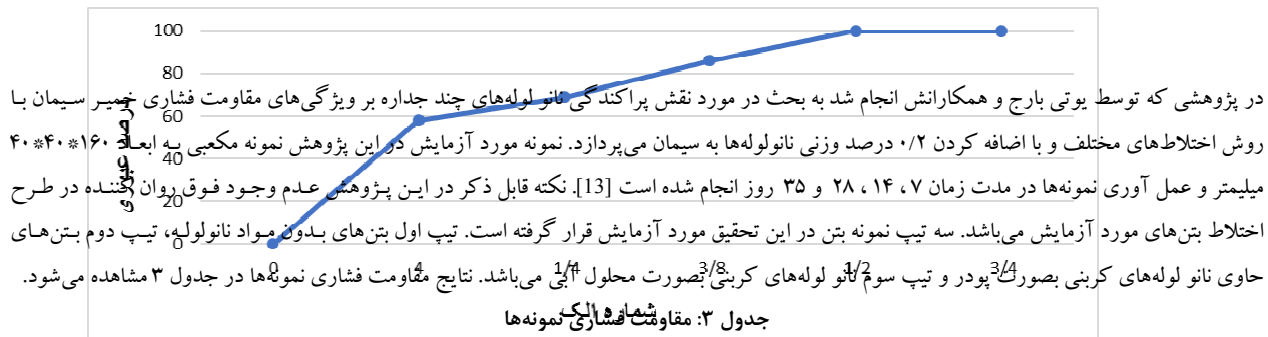 100
80
60
40
20
0
درصد عبوری
در پژوهشی که توسط یوتی بارج و همکارانش انجام شد به بحث در مورد نقش پراکندگی نانو لوله‌های چند جداره بر ویژگی‌های مقاومت فشاری خمیر سیمان با
روش اختلاط‌های مختلف و با اضافه کردن ۰/۲ درصد وزنی نانولوله‌ها به سیمان می‌پردازد. نمونه مورد آزمایش در این پژوهش نمونه مکعبی به ابعاد ۱۶۰*۴۰*۴۰
میلیمتر و عمل آوری نمونه‌ها در مدت زمان ۷، ۱۴، ۲۸ و ۳۵ روز انجام شده است [13]. نکته قابل ذکر در این پژوهش عدم وجود فوق روان کننده در طرح
اختلاط بتن‌های مورد آزمایش می‌باشد. سه تیپ نمونه بتن در این تحقیق مورد آزمایش قرار گرفته است. تیپ اول بتن‌های بدون مواد نانولوله، تیپ دوم بتن‌های
حاوی نانو لوله‌های کربنی بصورت پودر و تیپ سوم نانو لوله‌های کربنی بصورت محلول آبی می‌باشد. نتایج مقاومت فشاری نمونه‌ها در جدول ۳ مشاهده می‌شود.
0 4 1/4 3/8 1/2 3/4
شماره الک
جدول ۳: مقاومت فشاری نمونه‌ها